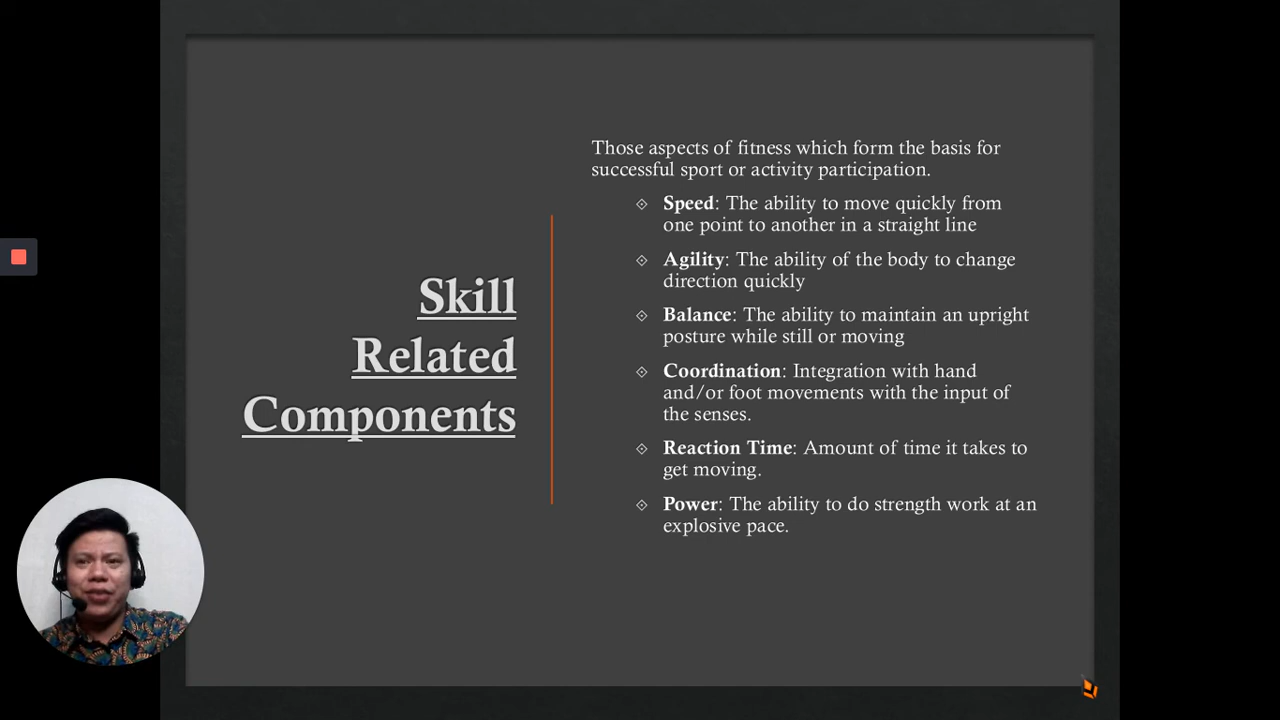 Skill
Related
Components
Those aspects of fitness which form the basis for
successful sport or activity participation.
Speed: The ability to move quickly from
one point to another in a straight line
Agility: The ability of the body to change
direction quickly
Balance: The ability to maintain an upright
posture while still or moving
Coordination: Integration with hand
and/or foot movements with the input of
the senses.
Reaction Time: Amount of time it takes to
get moving.
Power: The ability to do strength work at an
explosive pace.